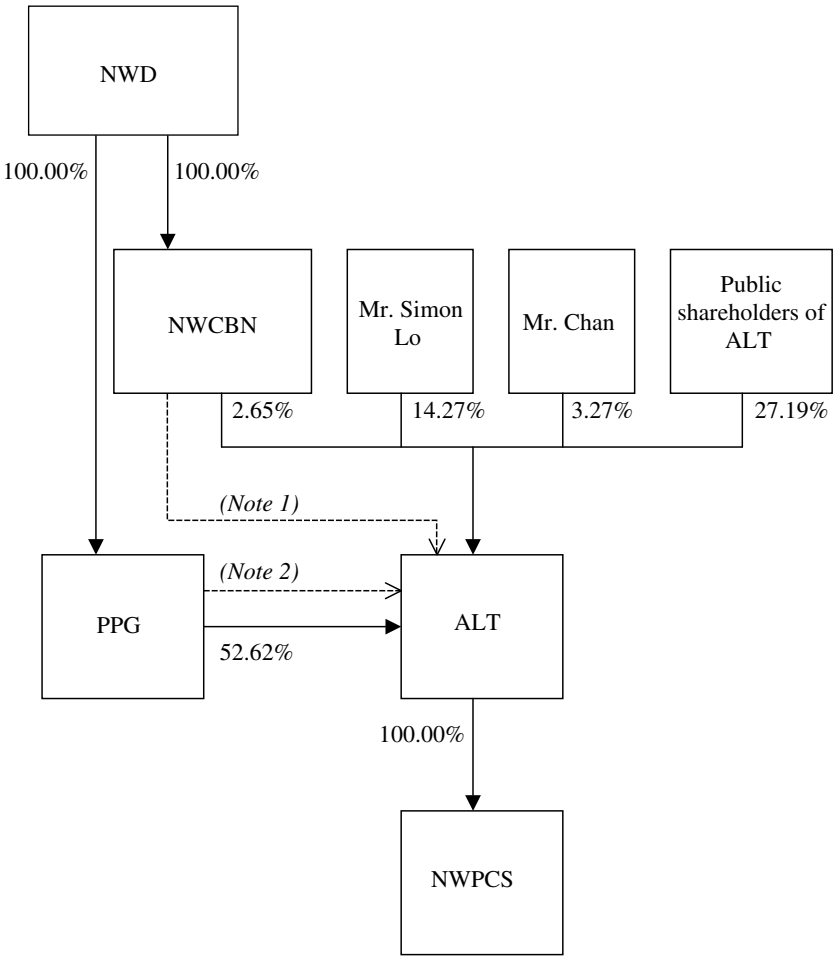 NWD
100.00%
100.00%
NWCBN
Mr. Simon
Lo
Mr. Chan
Public
shareholders of
ALT
2.65%
14.27%
3.27%
27.19%
(Note 1)
(Note 2)
PPG
ALT
52.62%
100.00%
NWPCS